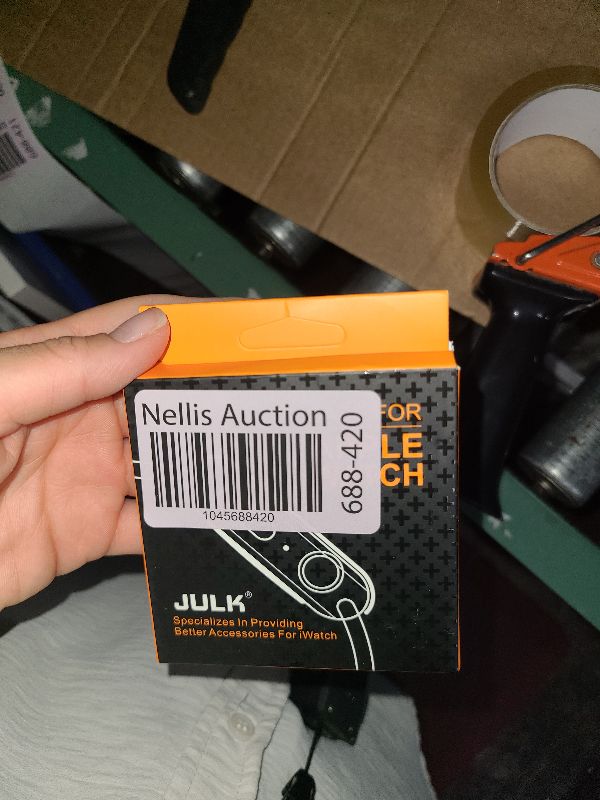 Nellis Auction
1045688420
688-420
FOR
LE
CH
JULK®
Specializes In Providing
Better Accessories For iWatch